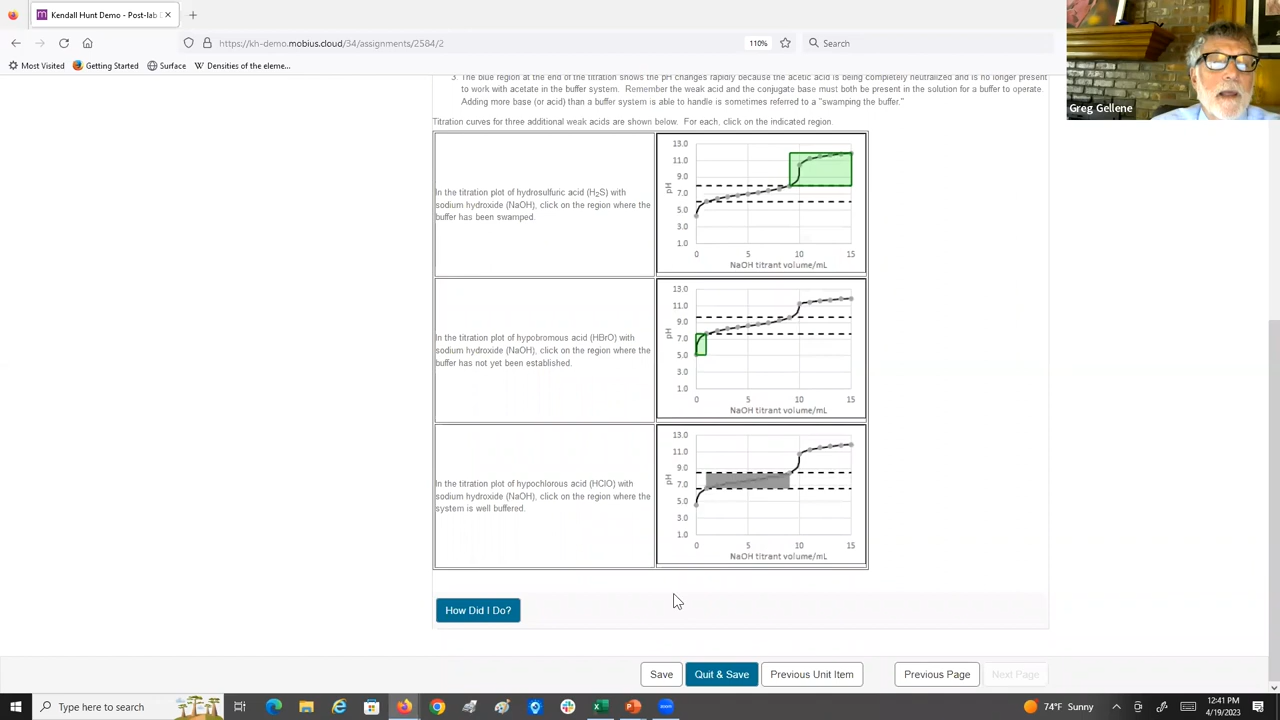 Kendall Hunt Demo - Post-lab
https://kh-demo.mobius.cloud/34/assignments/2584/2
110%
Search
Most Visited
Getting Started
Surface
Densities of the eleme...
Greg Gellene
3. The blue region at the end of the titration shows the pH changes rapidly because the acetic acid is being completely neutralized and is no longer present
work with acetate in the buffer system. Remember the weak acid and the conjugate base must both be present in the solution for a buffer to operate.
Adding more base (or acid) than a buffer system is able to handle is sometimes referred to a "swamping the buffer."
Titration curves for three additional weak acids are shown below. For each, click on the indicated region.
In the titration plot of hydrosulfuric acid (H2S) with
sodium hydroxide (NaOH), click on the region where the
buffer has been swamped.
13.0
11.0
9.0
7.0
5.0
3.0
1.0
pH
0 5 10 15
NaOH titrant volume/mL
In the titration plot of hypobromous acid (HBrO) with
sodium hydroxide (NaOH), click on the region where the
buffer has not yet been established.
13.0
11.0
9.0
7.0
5.0
3.0
1.0
pH
0 5 10 15
NaOH titrant volume/mL
In the titration plot of hypochlorous acid (HClO) with
sodium hydroxide (NaOH), click on the region where the
system is well buffered.
13.0
11.0
9.0
7.0
5.0
3.0
1.0
pH
0 5 10 15
NaOH titrant volume/mL
How Did I Do?
Save
Quit & Save
Previous Unit Item
Previous Page
Next Page
Type here to search
74°F Sunny
12:41 PM
4/19/2023